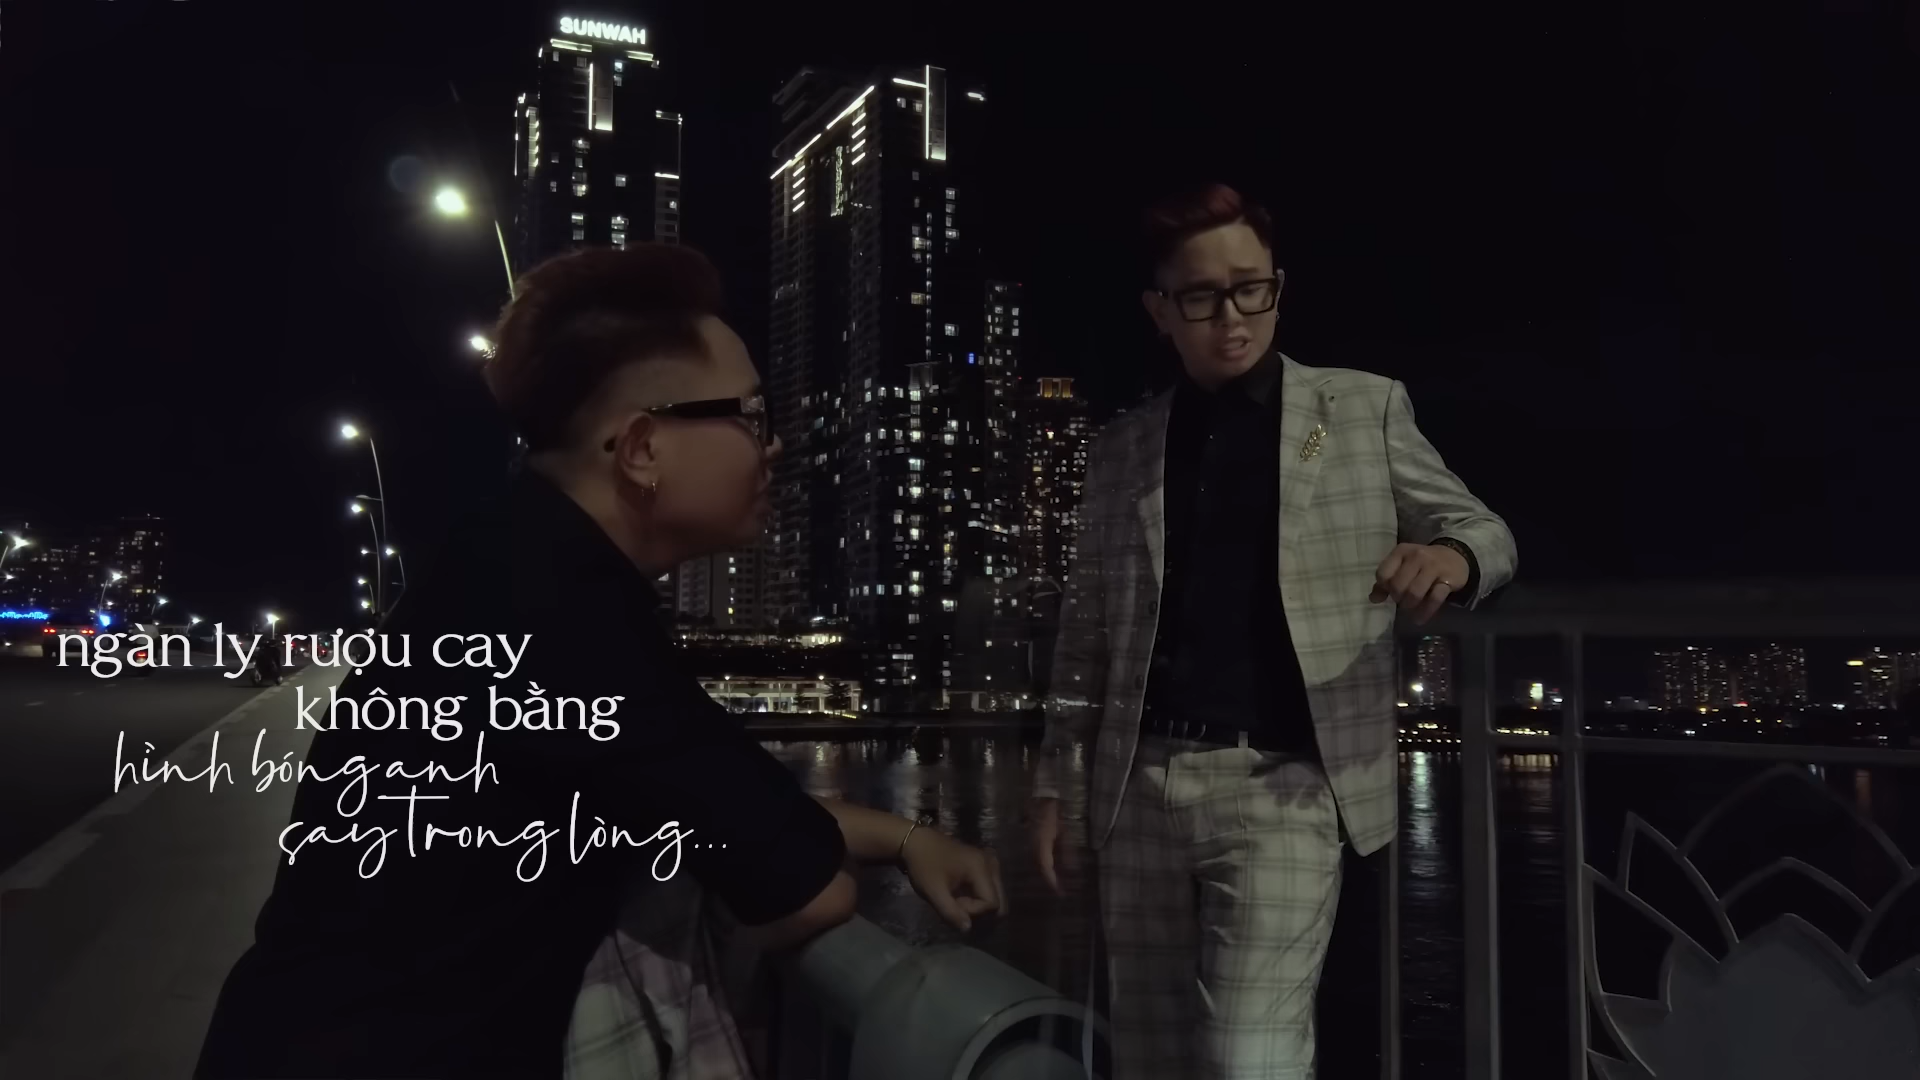 SUNWAH
ngàn ly rượu cay
không bằng
hình bóng anh
say trong lòng...